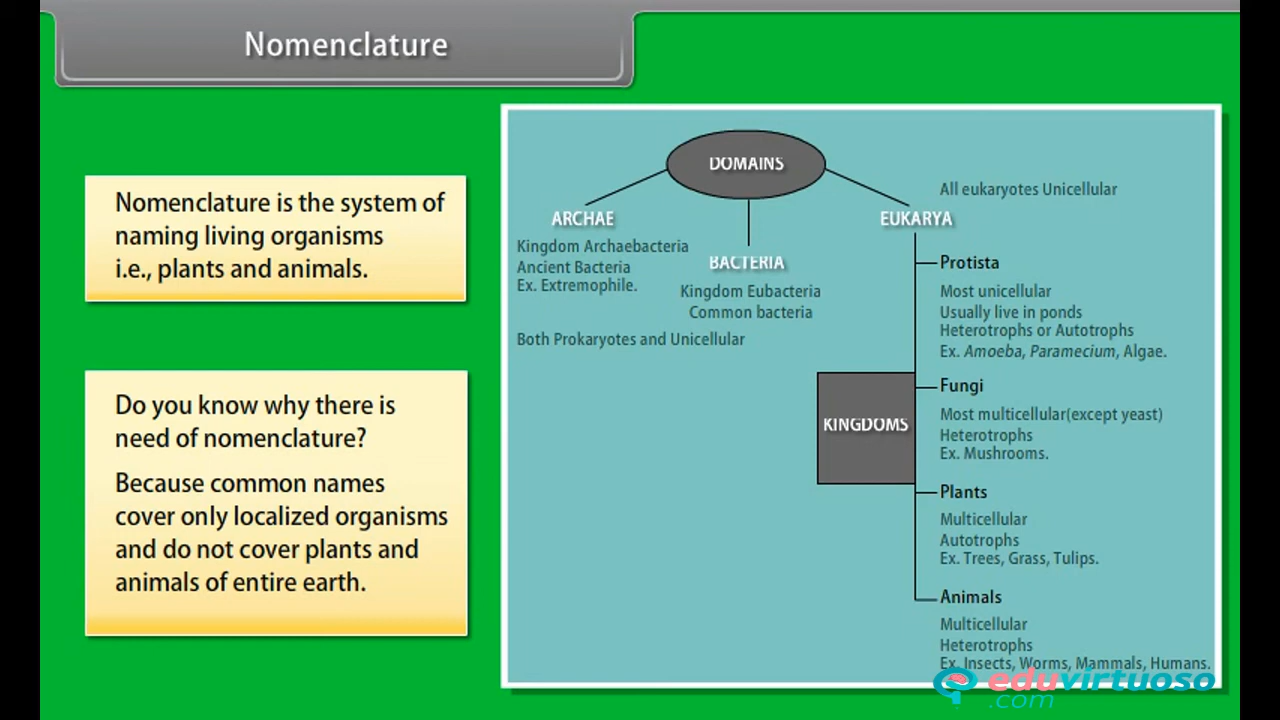 Nomenclature
Nomenclature is the system of
naming living organisms
i.e., plants and animals.
Do you know why there is
need of nomenclature?
Because common names
cover only localized organisms
and do not cover plants and
animals of entire earth.
DOMAINS
ARCHAE
Kingdom Archaebacteria
Ancient Bacteria
Ex. Extremophile.
BACTERIA
Kingdom Eubacteria
Common bacteria
Both Prokaryotes and Unicellular
All eukaryotes Unicellular
EUKARYA
KINGDOMS
Protista
Most unicellular
Usually live in ponds
Heterotrophs or Autotrophs
Ex. Amoeba, Paramecium, Algae.
Fungi
Most multicellular(except yeast)
Heterotrophs
Ex. Mushrooms.
Plants
Multicellular
Autotrophs
Ex. Trees, Grass, Tulips.
Animals
Multicellular
Heterotrophs
Ex. Insects, Worms, Mammals, Humans.
eduvirtuoso
.com